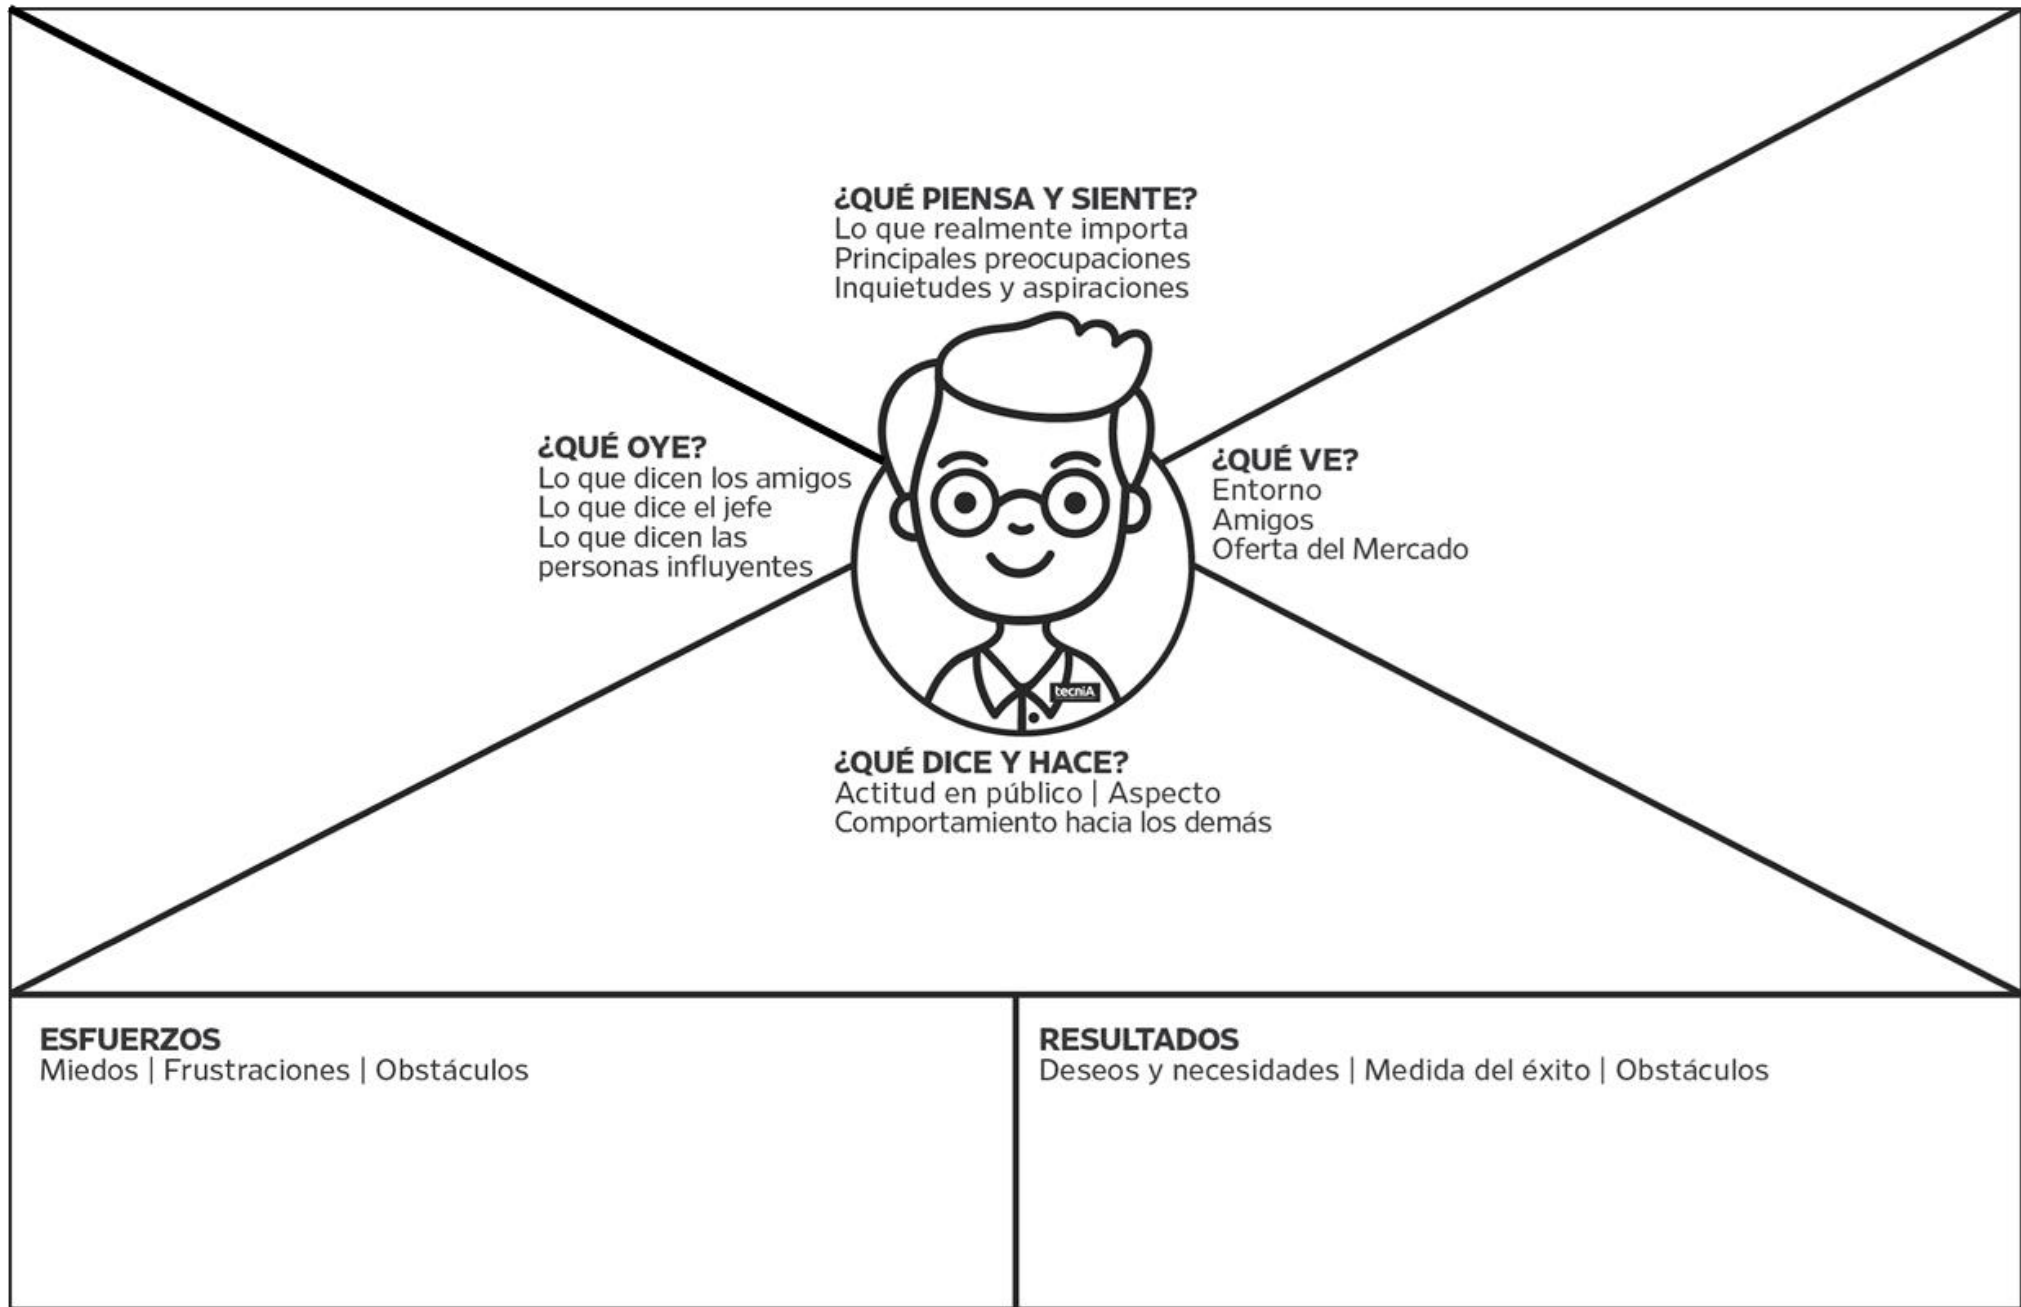 ¿QUÉ PIENSA Y SIENTE?
Lo que realmente importa
Principales preocupaciones
Inquietudes y aspiraciones
¿QUÉ OYE?
Lo que dicen los amigos
Lo que dice el jefe
Lo que dicen las
personas influyentes
¿QUÉ VE?
Entorno
Amigos
Oferta del Mercado
tecniA
¿QUÉ DICE Y HACE?
Actitud en público | Aspecto
Comportamiento hacia los demás
ESFUERZOS
Miedos | Frustraciones | Obstáculos
RESULTADOS
Deseos y necesidades | Medida del éxito | Obstáculos